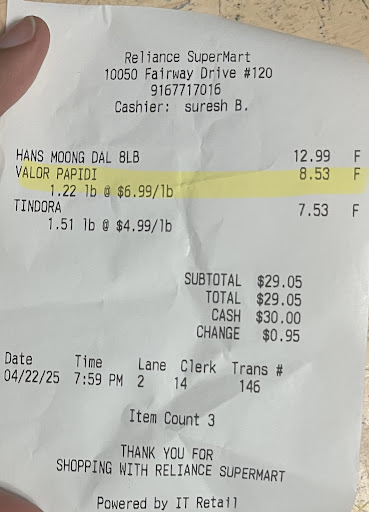 Reliance SuperMart
10050 Fairway Drive #120
9167717016
Cashier: suresh B.
HANS MOONG DAL 8LB 12.99 F
VALOR PAPIDI 8.53 F
1.22 lb @ $6.99/lb
TINDORA 7.53 F
1.51 lb @ $4.99/lb
SUBTOTAL $29.05
TOTAL $29.05
CASH $30.00
CHANGE $0.95
Date Time Lane Clerk Trans #
04/22/25 7:59 PM 2 14 146
Item Count 3
THANK YOU FOR
SHOPPING WITH RELIANCE SUPERMART
Powered by IT Retail